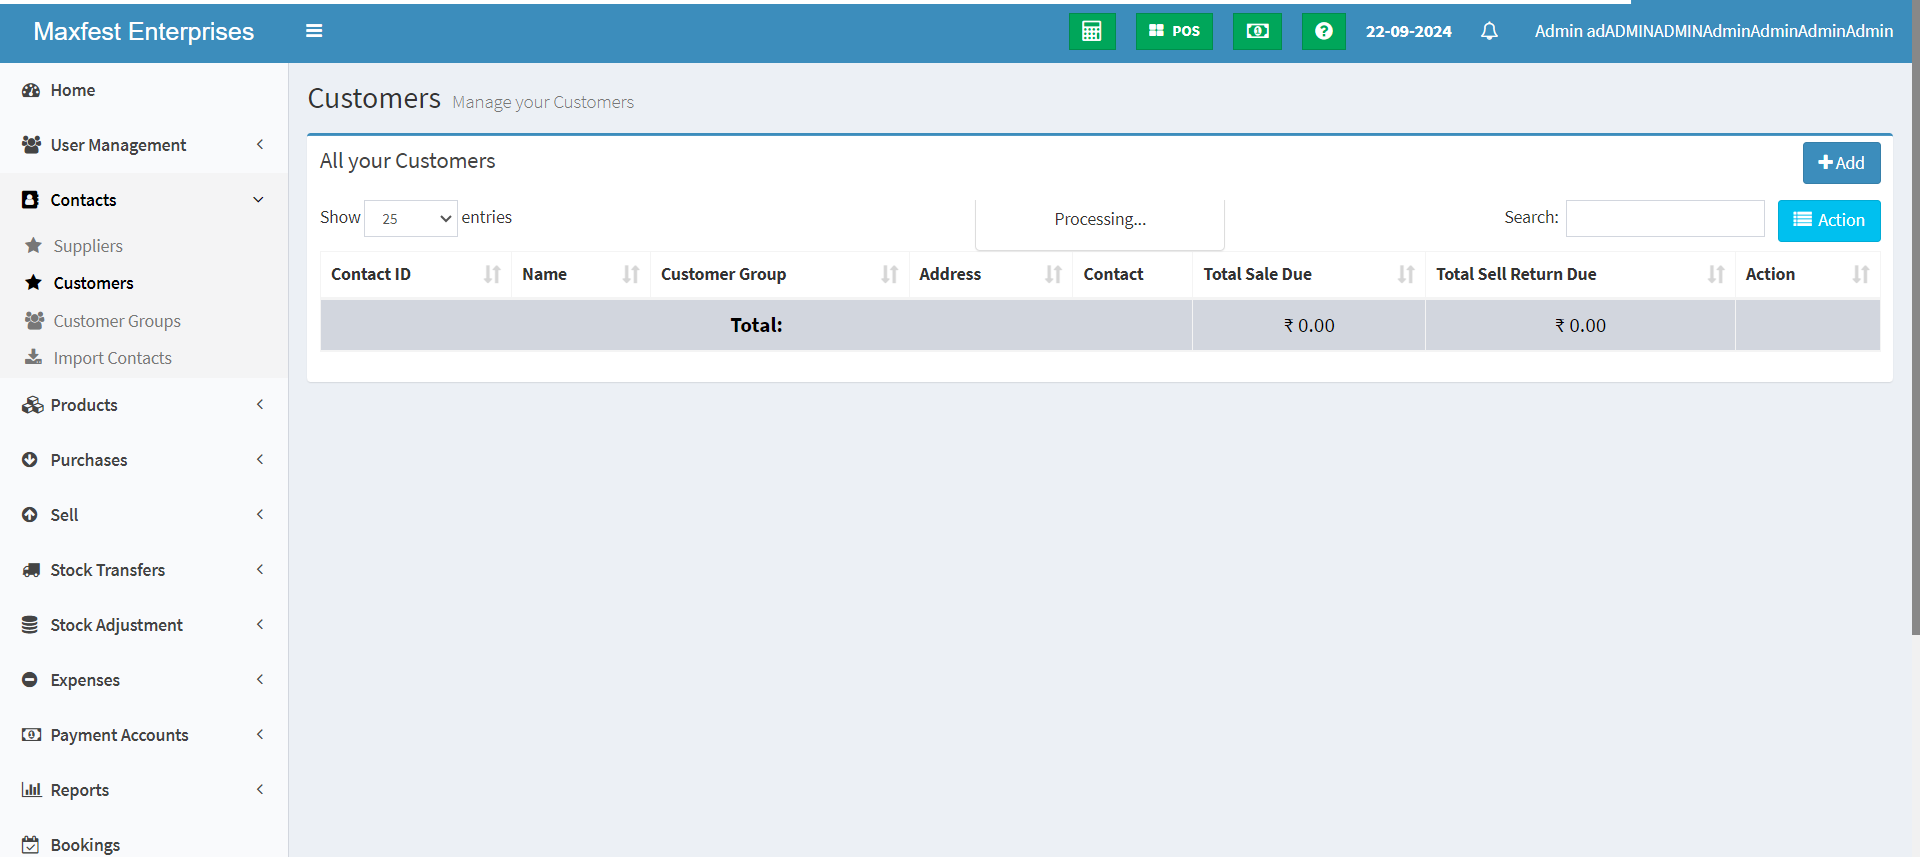 Maxfest Enterprises
POS
22-09-2024
Admin adADMINADMINAdminAdminAdminAdmin
Home
User Management
Contacts
Suppliers
Customers
Customer Groups
Import Contacts
Products
Purchases
Sell
Stock Transfers
Stock Adjustment
Expenses
Payment Accounts
Reports
Bookings
Customers Manage your Customers
All your Customers
Add
Show 25 entries
Processing...
Search:
Action
Contact ID Name Customer Group Address Contact Total Sale Due Total Sell Return Due Action
Total: ₹ 0.00 ₹ 0.00